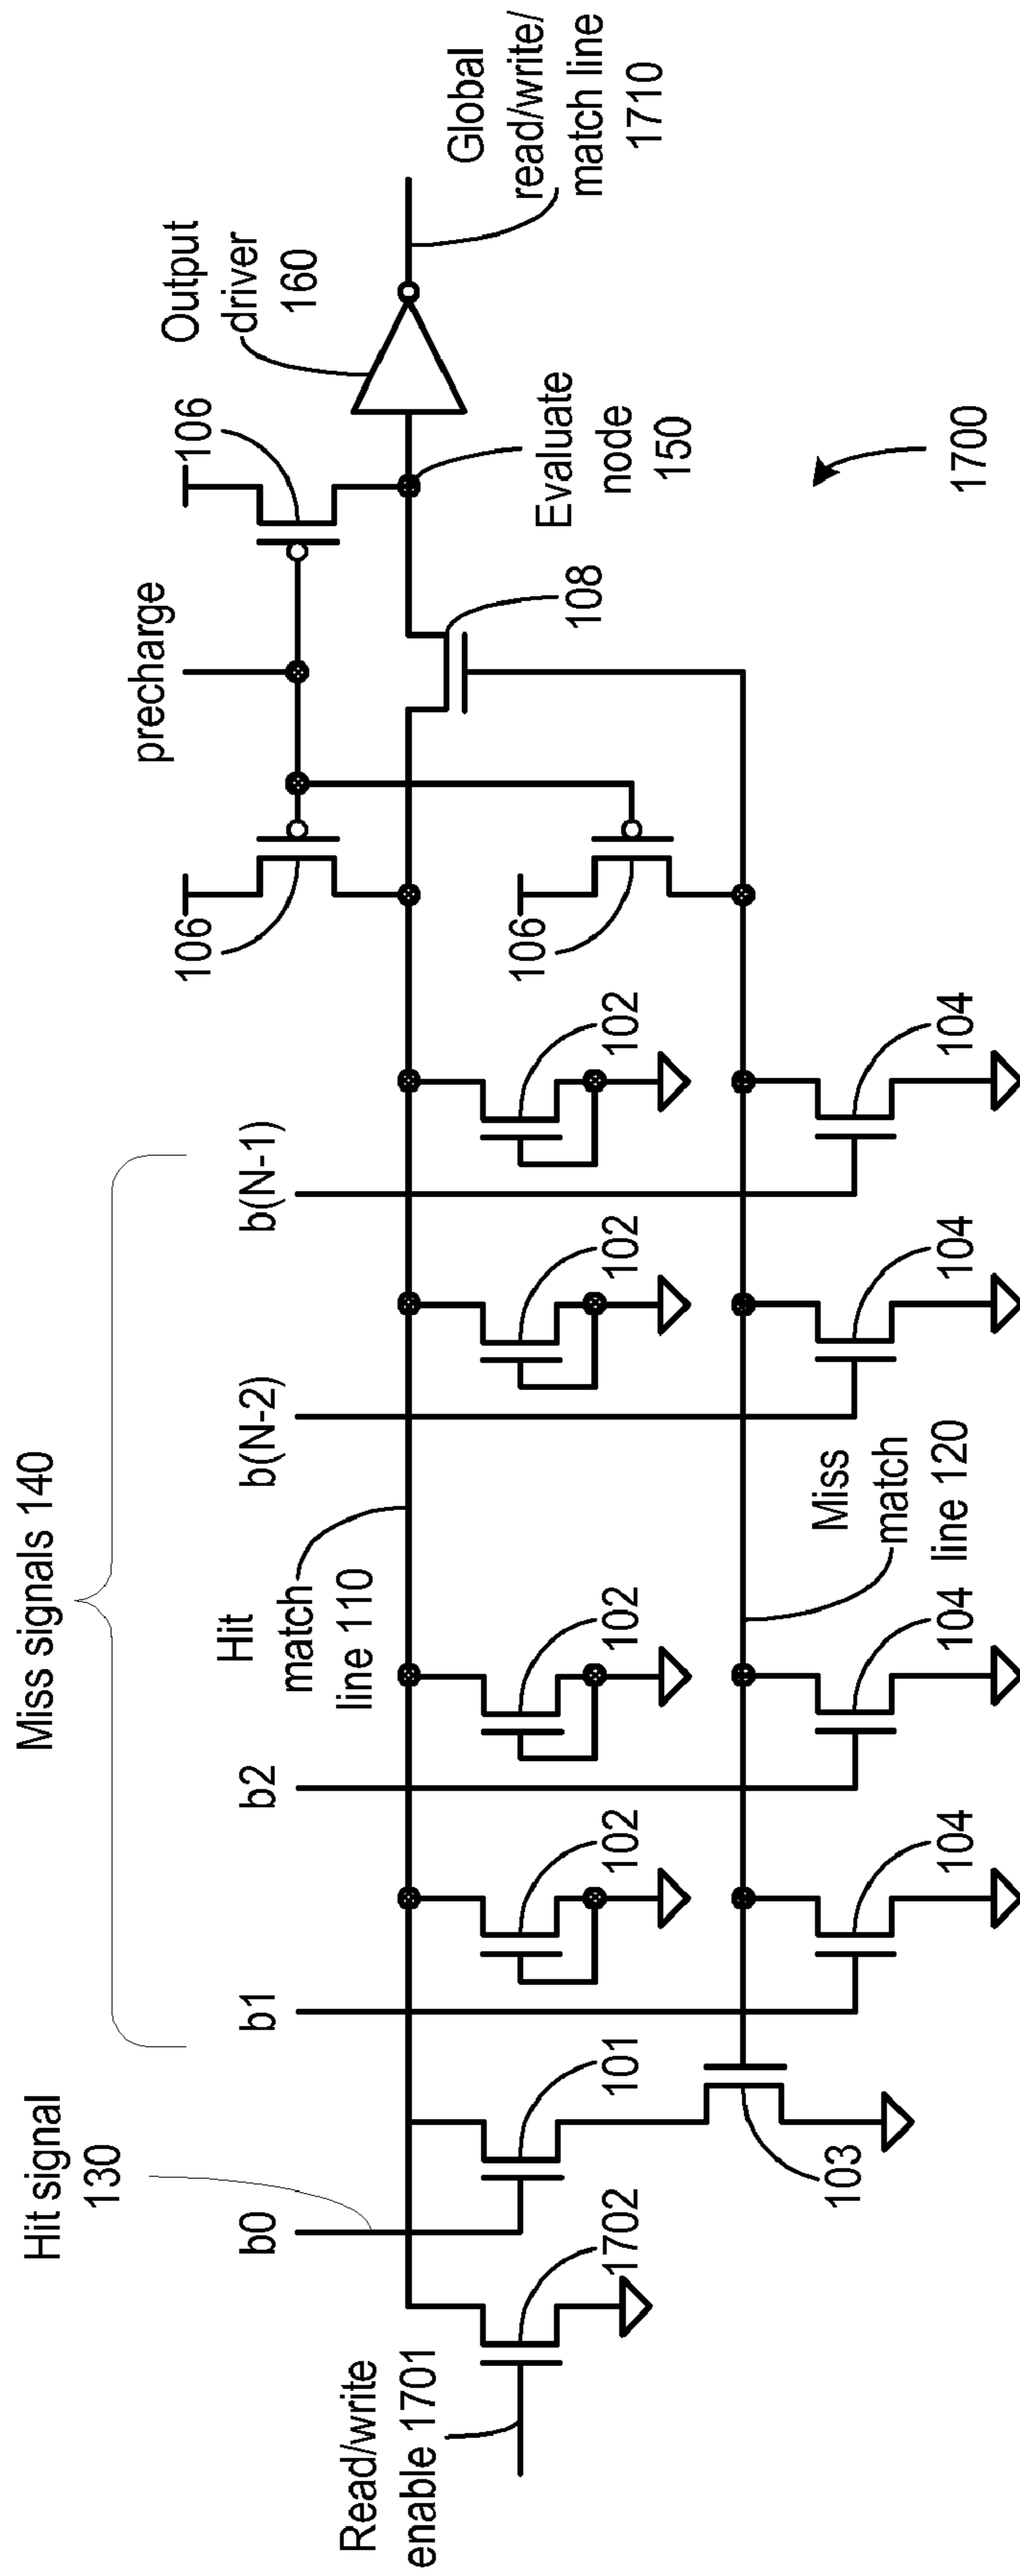 Miss signals 140
Hit signal
130
b0
b1
b2
b(N-2)
b(N-1)
precharge
106
106
106
Output
driver
160
Global
read/write/
match line
1710
Hit
match
line 110
Read/write
enable 1701
1702
101
103
102
102
102
102
108
Evaluate
node
150
Miss
match
line 120
104
104
104
104
1700